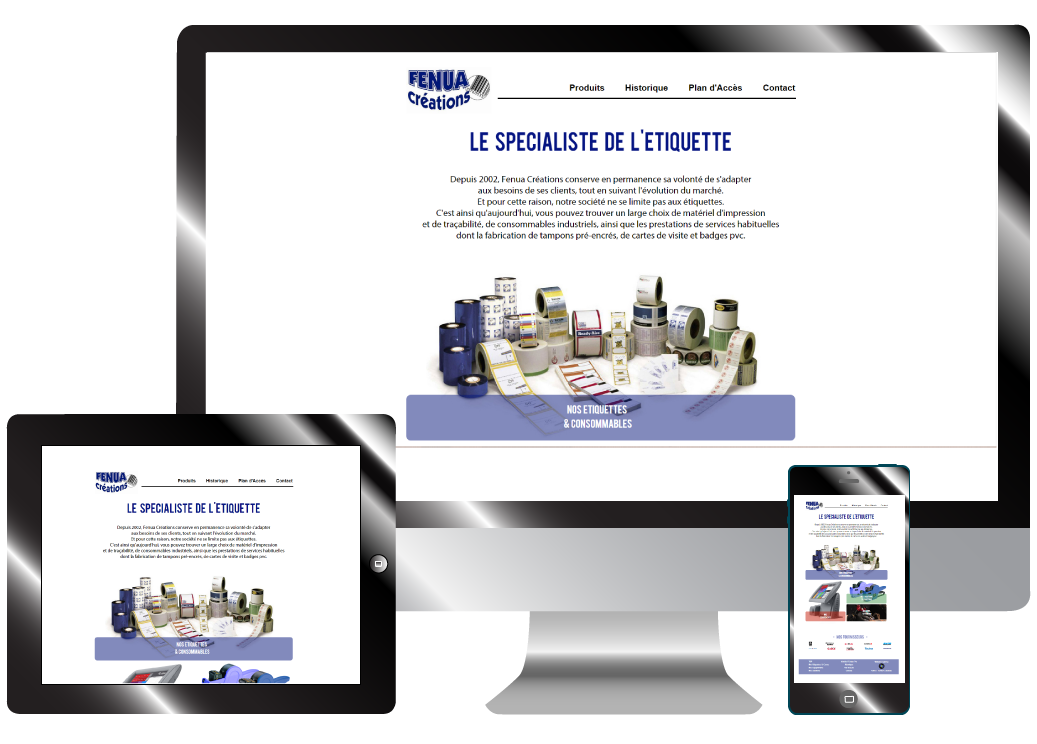 FENUA
créations
Produits Historique Plan d'Accès Contact
LE SPECIALISTE DE L'ETIQUETTE
Depuis 2002, Fenua Créations conserve en permanence sa volonté de s'adapter
aux besoins de ses clients, tout en suivant l'évolution du marché.
Et pour cette raison, notre société ne se limite pas aux étiquettes.
C'est ainsi qu'aujourd'hui, vous pouvez trouver un large choix de matériel d'impression
et de traçabilité, de consommables industriels, ainsi que les prestations de services habituelles
dont la fabrication de tampons pré-encrés, de cartes de visite et badges pvc.
NOS ETIQUETTES
& CONSOMMABLES
FENUA
créations
Produits Historique Plan d'Accès Contact
LE SPECIALISTE DE L'ETIQUETTE
Depuis 2002, Fenua Créations conserve en permanence sa volonté de s'adapter
aux besoins de ses clients, tout en suivant l'évolution du marché.
Et pour cette raison, notre société ne se limite pas aux étiquettes.
C'est ainsi qu'aujourd'hui, vous pouvez trouver un large choix de matériel d'impression
et de traçabilité, de consommables industriels, ainsi que les prestations de services habituelles
dont la fabrication de tampons pré-encrés, de cartes de visite et badges pvc.
NOS ETIQUETTES
& CONSOMMABLES
FENUA
créations
LE SPECIALISTE DE L'ETIQUETTE